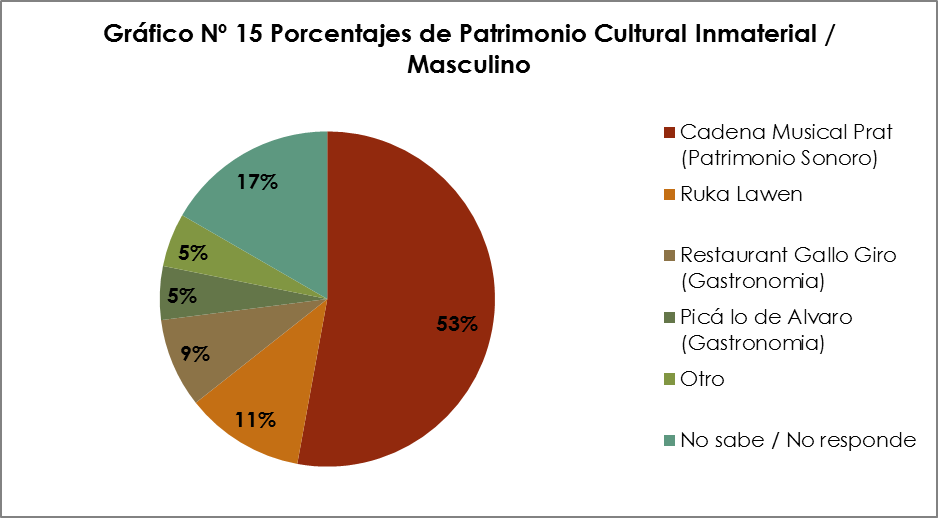 Gráfico Nº 15 Porcentajes de Patrimonio Cultural Inmaterial /
Masculino
17%
5%
5%
9%
11%
53%
Cadena Musical Prat
(Patrimonio Sonoro)
Ruka Lawen
Restaurant Gallo Giro
(Gastronomia)
Picá lo de Alvaro
(Gastronomia)
Otro
No sabe / No responde